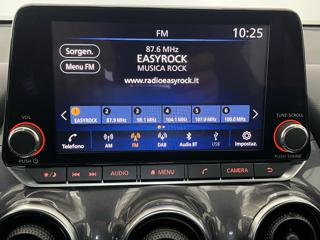 FM
10:25
Sorgen.
Menu FM
87.6 MHz
EASYROCK
MUSICA ROCK
www.radioeasyrock.it
1 2 3 4 5 6
EASYROCK 87.9 MHz 99.1 MHz 104.1 MHz 107.9 MHz 108.0 MHz
Telefono AM FM DAB Audio BT USB Impostaz.
VOL
PUSH
TUNE·SCROLL
PUSH SOUND
AUDIO
MENU
CAMERA